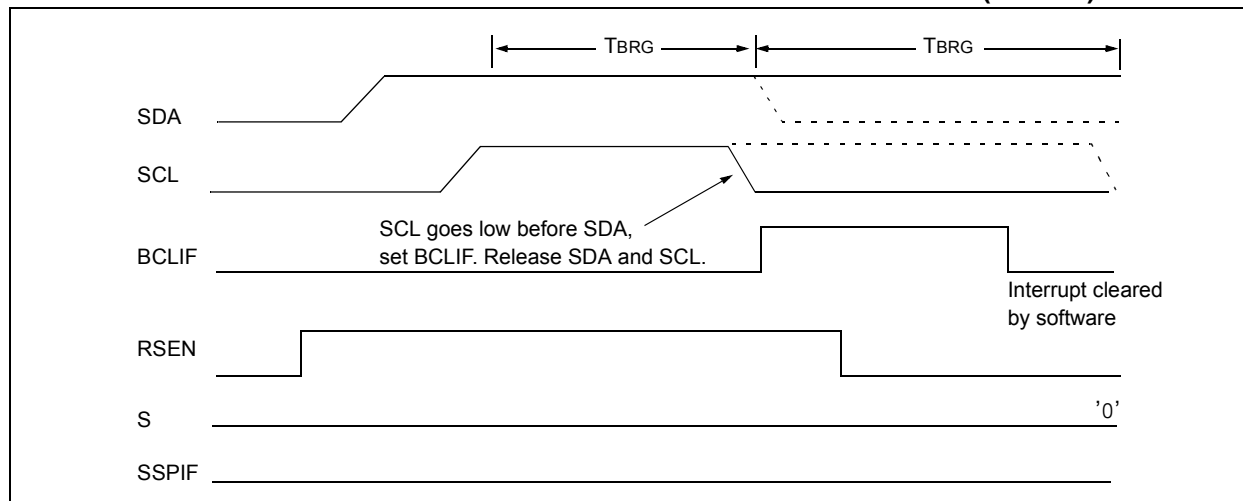 TBRG TBRG
SDA
SCL
SCL goes low before SDA,
set BCLIF. Release SDA and SCL.
BCLIF
Interrupt cleared
by software
RSEN
S
'0'
SSPIF